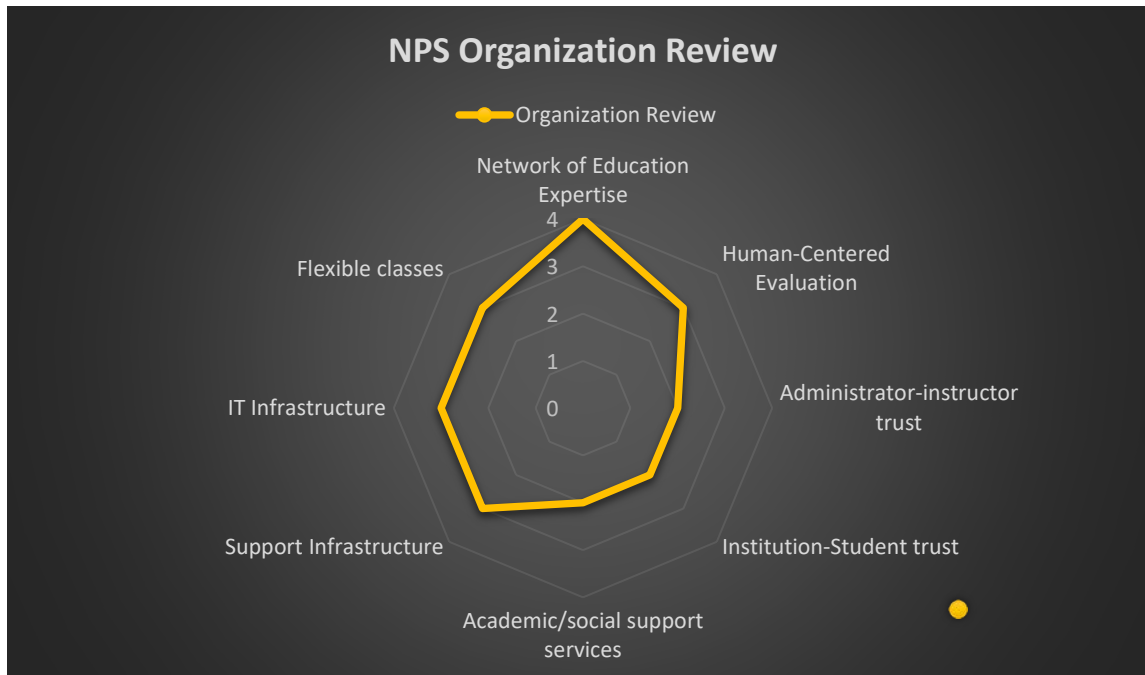 NPS Organization Review
Organization Review
Network of Education
Expertise
4
3
2
1
0
Human-Centered
Evaluation
Administrator-instructor
trust
Institution-Student trust
Academic/social support
services
Support Infrastructure
IT Infrastructure
Flexible classes